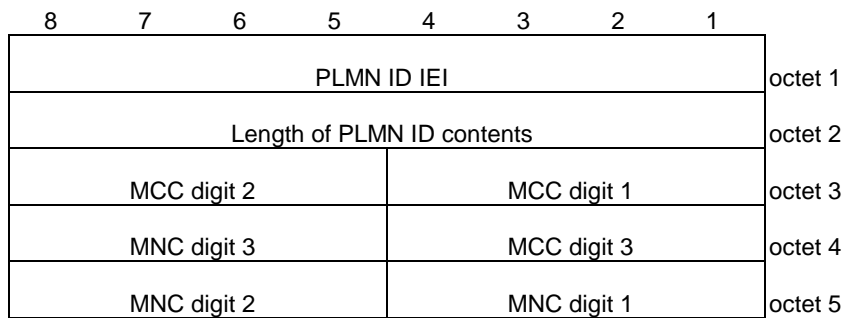 8 7 6 5 4 3 2 1
PLMN ID IEI octet 1
Length of PLMN ID contents octet 2
MCC digit 2 MCC digit 1 octet 3
MNC digit 3 MCC digit 3 octet 4
MNC digit 2 MNC digit 1 octet 5